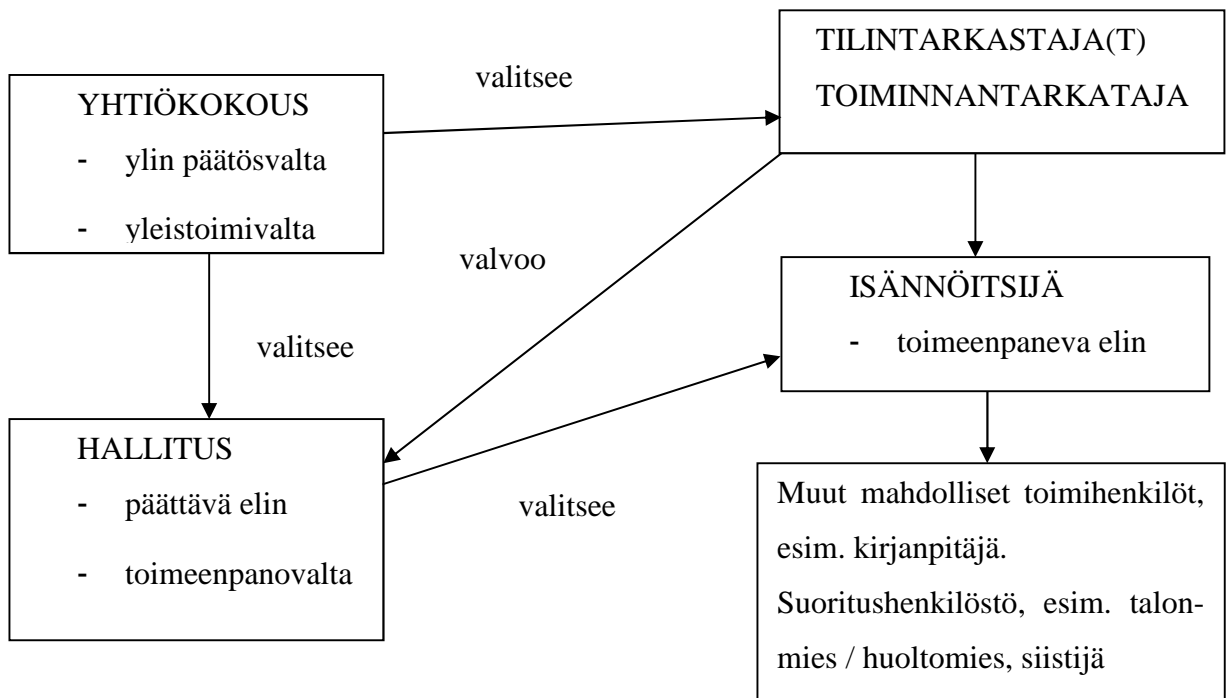 TILINTARKASTAJA(T)
TOIMINNANTARKATAJA
valitsee
YHTIÖKOKOUS
- ylin päätösvalta
- yleistoimivalta
valvoo
ISÄNNÖITSIJÄ
- toimeenpaneva elin
valitsee
HALLITUS
- päättävä elin
- toimeenpanovalta
valitsee
Muut mahdolliset toimihenkilöt,
esim. kirjanpitäjä.
Suoritushenkilöstö, esim. talon-
mies / huoltomies, siistijä